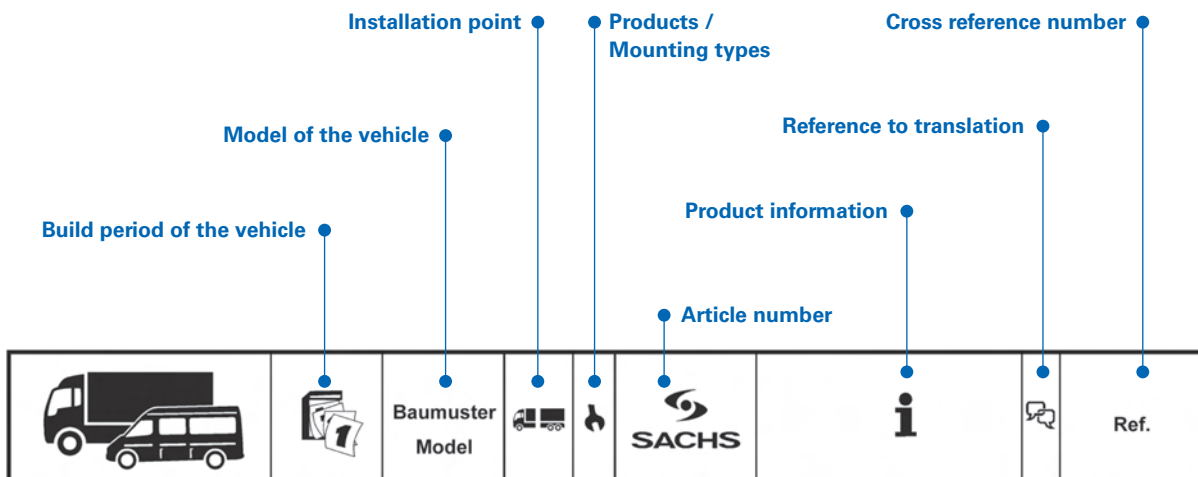 Installation point
Products /
Mounting types
Cross reference number
Model of the vehicle
Reference to translation
Build period of the vehicle
Product information
Article number
1
Baumuster
Model
SACHS
i
Ref.